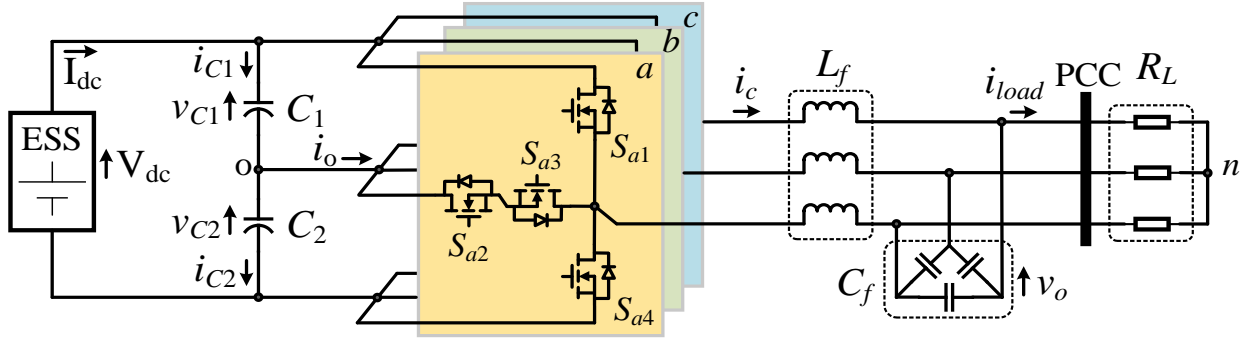 I_dc
ESS
V_dc
i_C1
v_C1
C_1
o
i_o
v_C2
C_2
i_C2
c
b
a
S_a1
S_a3
S_a2
S_a4
i_c
L_f
i_load
PCC
R_L
n
C_f
v_o